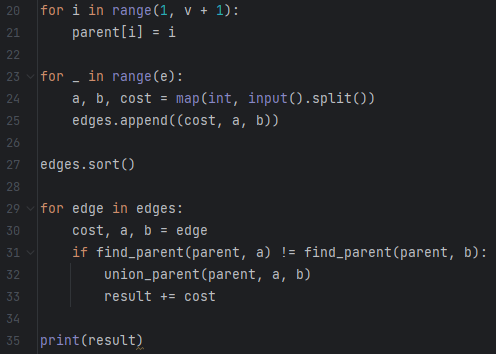 20 for i in range(1, v + 1):
21     parent[i] = i
22
23 for _ in range(e):
24     a, b, cost = map(int, input().split())
25     edges.append((cost, a, b))
26
27 edges.sort()
28
29 for edge in edges:
30     cost, a, b = edge
31     if find_parent(parent, a) != find_parent(parent, b):
32         union_parent(parent, a, b)
33         result += cost
34
35 print(result)